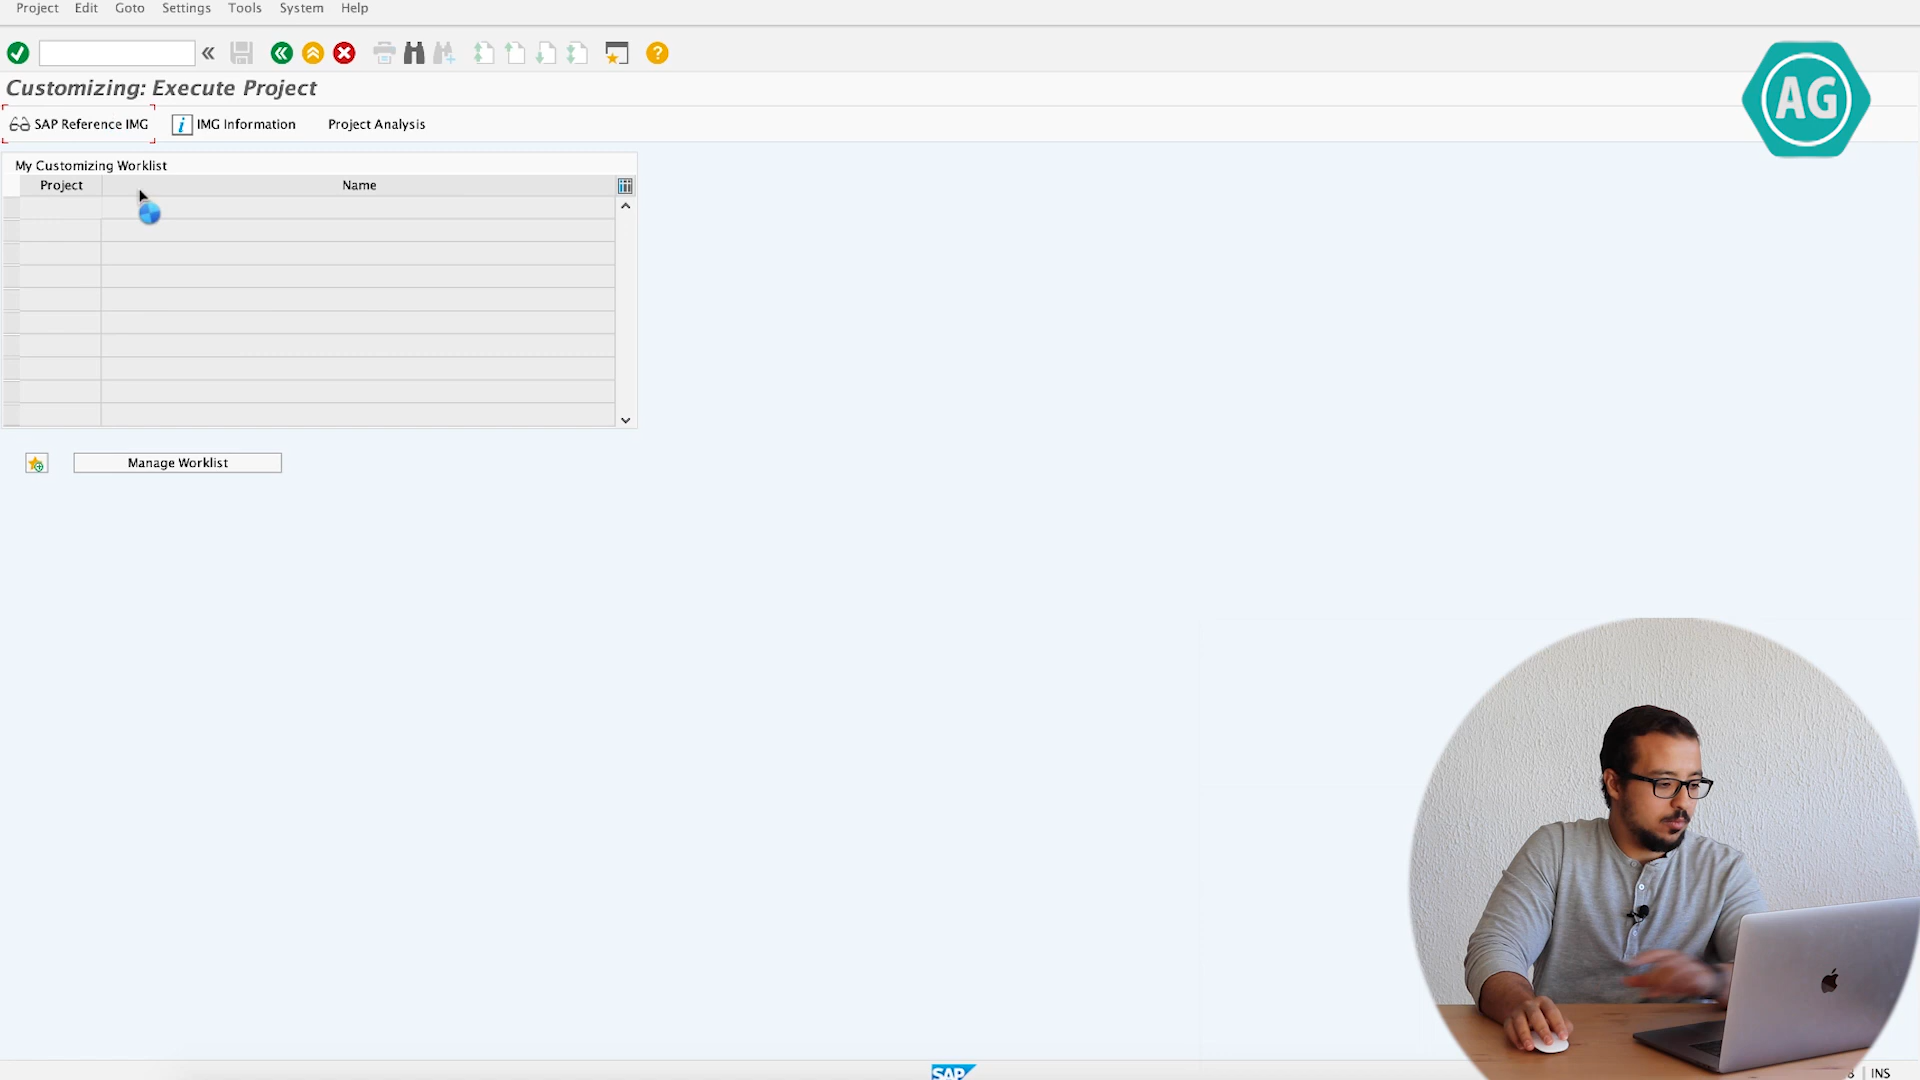 Project Edit Goto Settings Tools System Help
Customizing: Execute Project
SAP Reference IMG IMG Information Project Analysis
My Customizing Worklist
Project Name
Manage Worklist
AG
SAP
INS